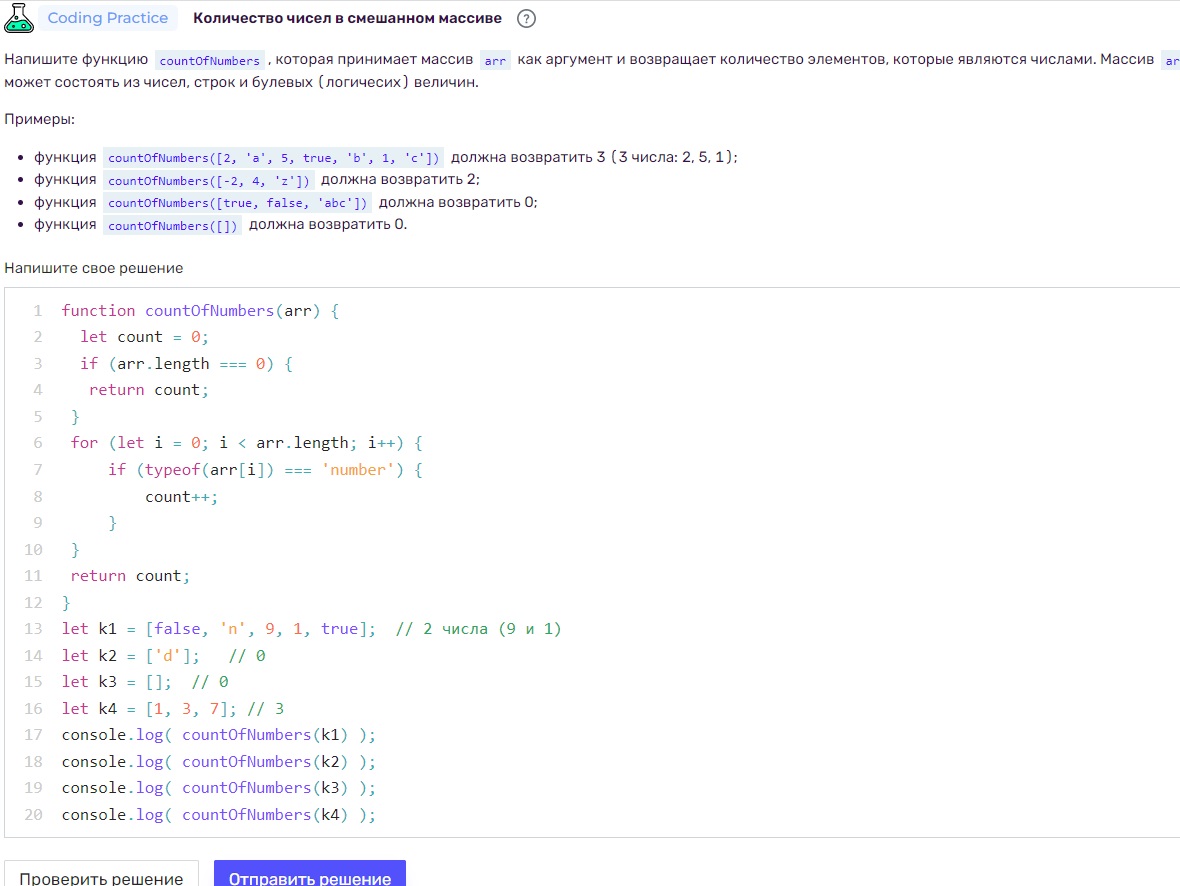 Coding Practice Количество чисел в смешанном массиве ?
Напишите функцию countOfNumbers , которая принимает массив arr как аргумент и возвращает количество элементов, которые являются числами. Массив ar
может состоять из чисел, строк и булевых (логичесих) величин.
Примеры:
• функция countOfNumbers([2, 'a', 5, true, 'b', 1, 'c']) должна возвратить 3 (3 числа: 2, 5, 1);
• функция countOfNumbers([-2, 4, 'z']) должна возвратить 2;
• функция countOfNumbers([true, false, 'abc']) должна возвратить 0;
• функция countOfNumbers([]) должна возвратить 0.
Напишите свое решение
1 function countOfNumbers(arr) {
2 let count = 0;
3 if (arr.length === 0) {
4 return count;
5 }
6 for (let i = 0; i < arr.length; i++) {
7 if (typeof(arr[i]) === 'number') {
8 count++;
9 }
10 }
11 return count;
12 }
13 let k1 = [false, 'n', 9, 1, true]; // 2 числа (9 и 1)
14 let k2 = ['d']; // 0
15 let k3 = []; // 0
16 let k4 = [1, 3, 7]; // 3
17 console.log( countOfNumbers(k1) );
18 console.log( countOfNumbers(k2) );
19 console.log( countOfNumbers(k3) );
20 console.log( countOfNumbers(k4) );
Проверить решение Отправить решение